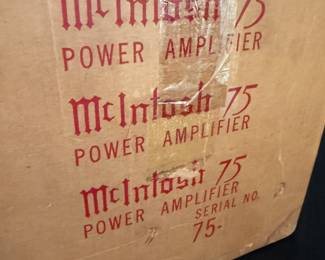 McIntosh 75
POWER AMPLIFIER
McIntosh 75
POWER AMPLIFIER
McIntosh 75
POWER AMPLIFIER
SERIAL NO.
75-